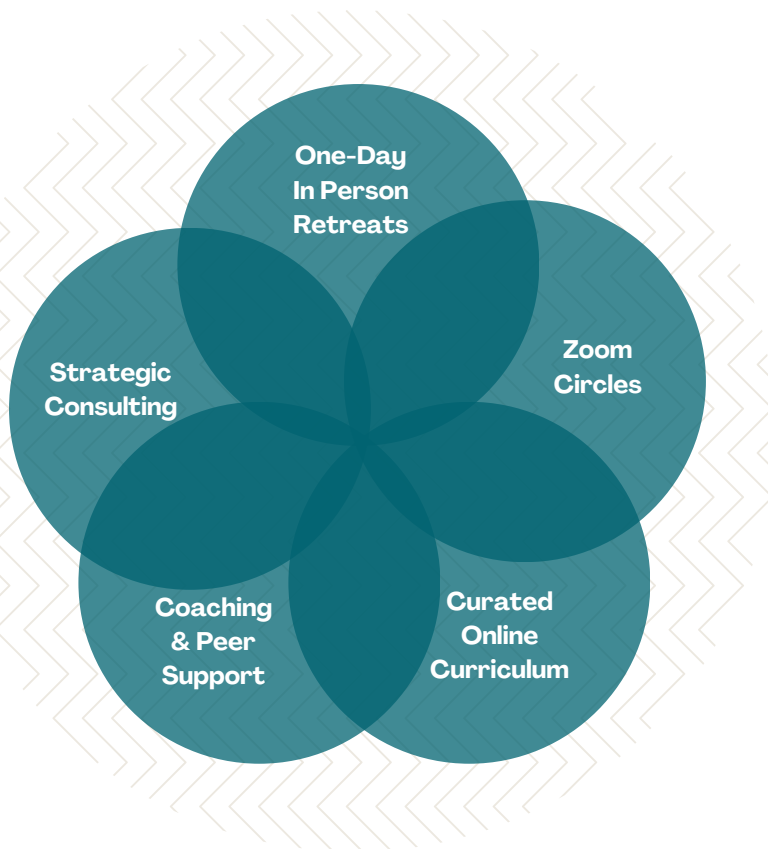 One-Day
In Person
Retreats
Zoom
Circles
Strategic
Consulting
Curated
Online
Curriculum
Coaching
& Peer
Support